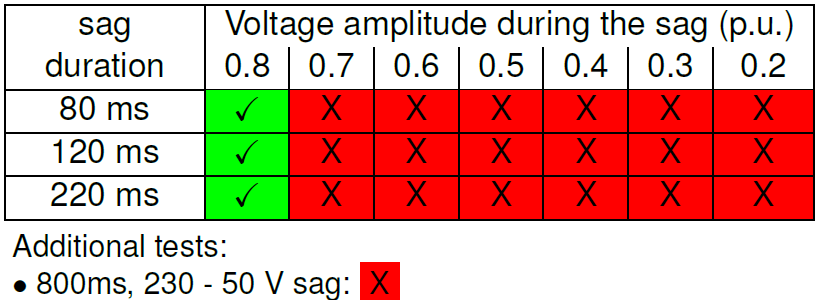 sag Voltage amplitude during the sag (p.u.)
duration 0.8 0.7 0.6 0.5 0.4 0.3 0.2
80 ms ✓ X X X X X X
120 ms ✓ X X X X X X
220 ms ✓ X X X X X X
Additional tests:
• 800ms, 230 - 50 V sag: X